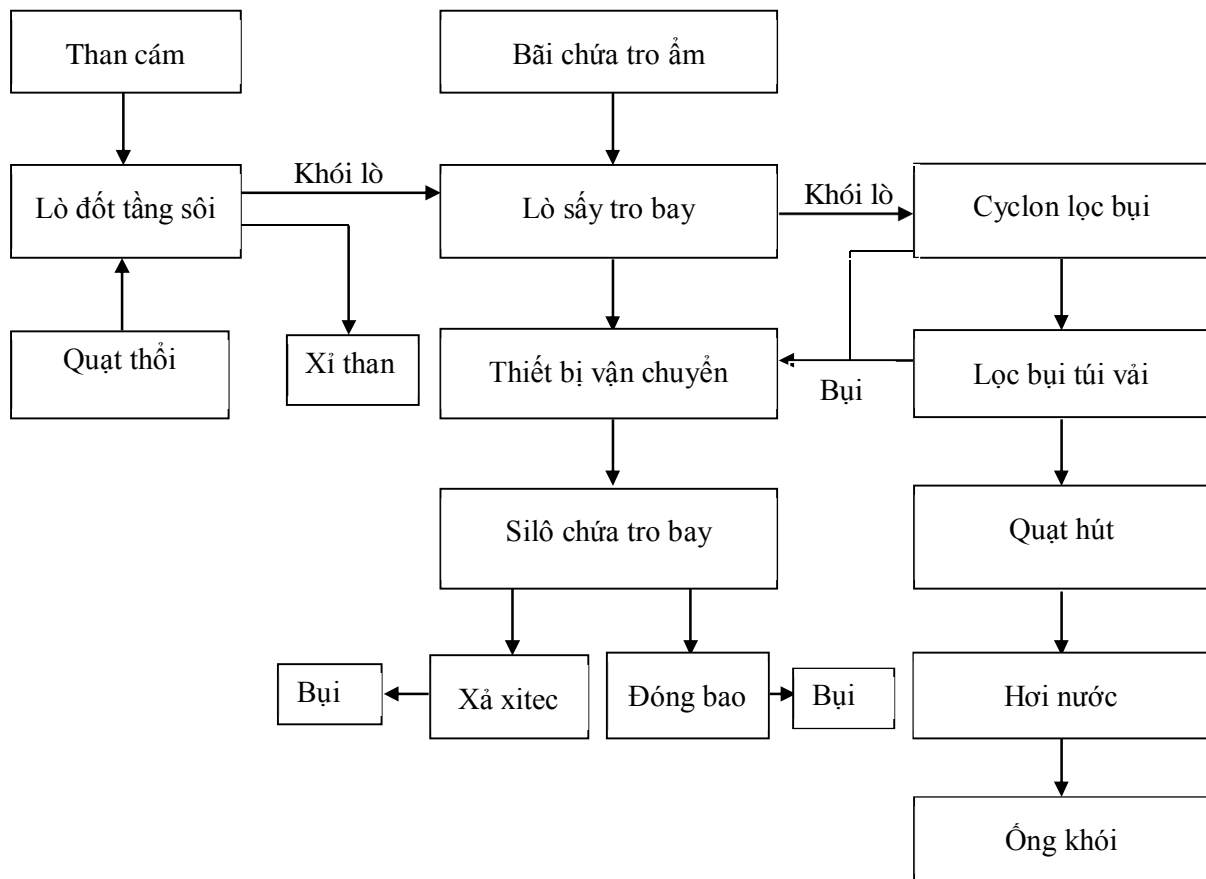 Than cám
Bãi chứa tro ẩm
Khói lò
Lò đốt tầng sôi
Lò sấy tro bay
Khói lò
Cyclon lọc bụi
Quạt thổi
Xỉ than
Thiết bị vận chuyển
Bụi
Lọc bụi túi vải
Silô chứa tro bay
Quạt hút
Bụi
Xả xitec
Đóng bao
Bụi
Hơi nước
Ống khói